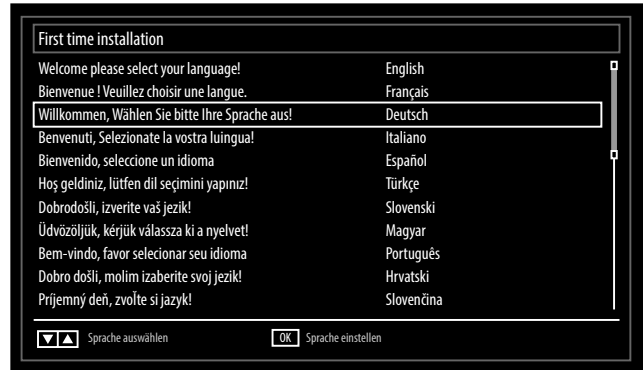 First time installation
Welcome please select your language! English
Bienvenue ! Veuillez choisir une langue. Français
Willkommen, Wählen Sie bitte Ihre Sprache aus! Deutsch
Benvenuti, Selezionate la vostra luingua! Italiano
Bienvenido, seleccione un idioma Español
Hoş geldiniz, lütfen dil seçimini yapınız! Türkçe
Dobrodošli, izverite vaš jezik! Slovenski
Üdvözöljük, kérjük válassza ki a nyelvet! Magyar
Bem-vindo, favor selecionar seu idioma Português
Dobro došli, molim izaberite svoj jezik! Hrvatski
Príjemný deň, zvoľte si jazyk! Slovenčina
▼▲ Sprache auswählen OK Sprache einstellen